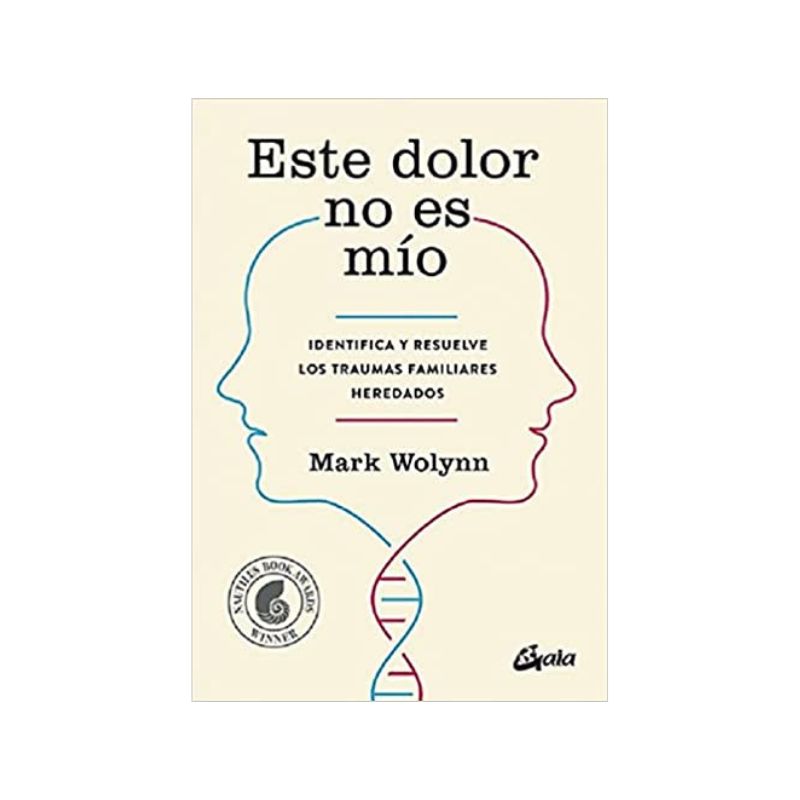 Este dolor
no es
mío
IDENTIFICA Y RESUELVE
LOS TRAUMAS FAMILIARES
HEREDADOS
Mark Wolynn
NAUTILUS BOOK AWARDS
WINNER
Gaia